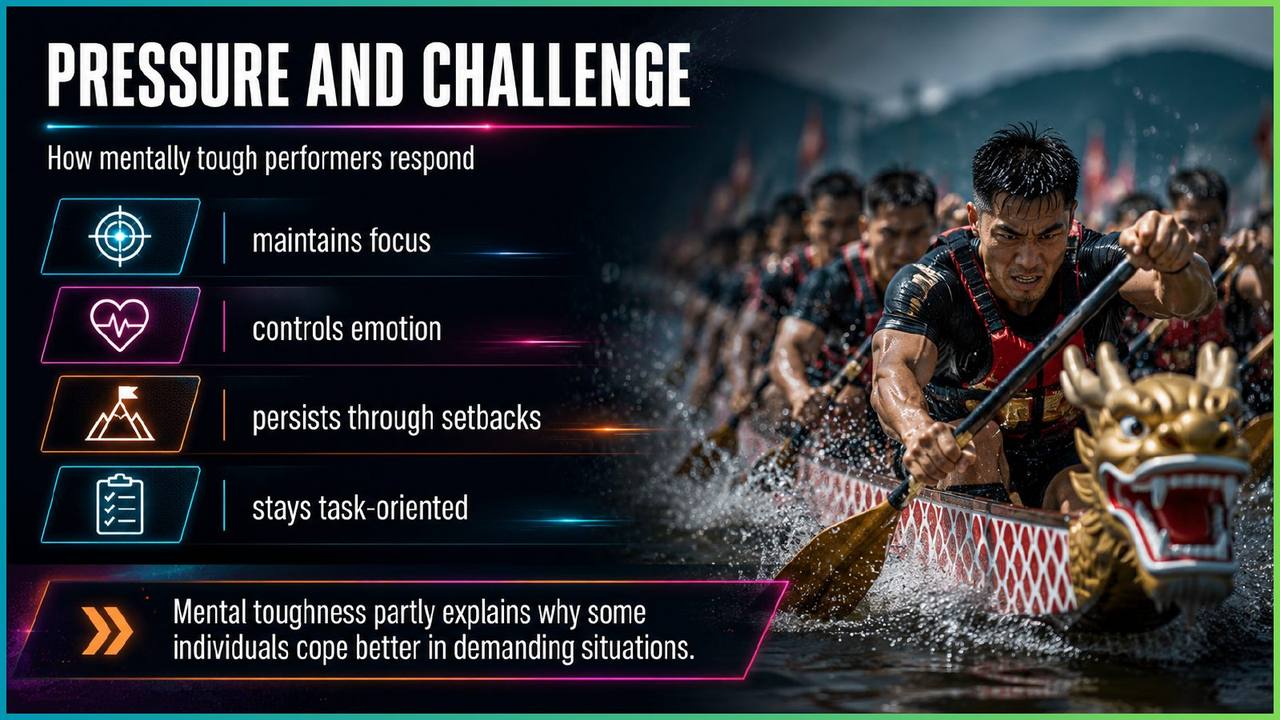 PRESSURE AND CHALLENGE
How mentally tough performers respond
maintains focus
controls emotion
persists through setbacks
stays task-oriented
Mental toughness partly explains why some
individuals cope better in demanding situations.